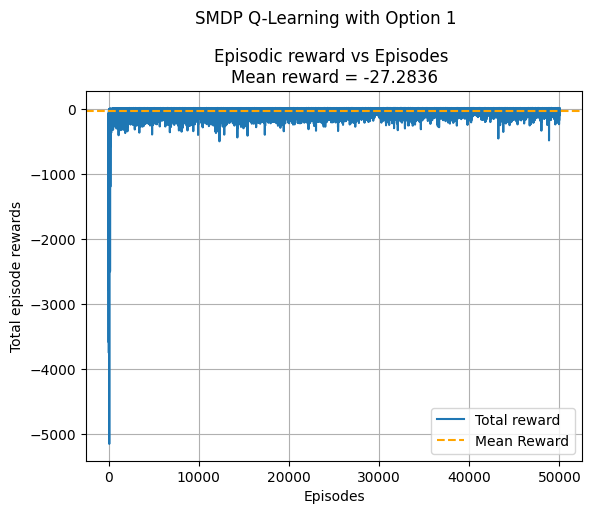 SMDP Q-Learning with Option 1
Episodic reward vs Episodes
Mean reward = -27.2836
Total episode rewards
0
−1000
−2000
−3000
−4000
−5000
Total reward
Mean Reward
0 10000 20000 30000 40000 50000
Episodes